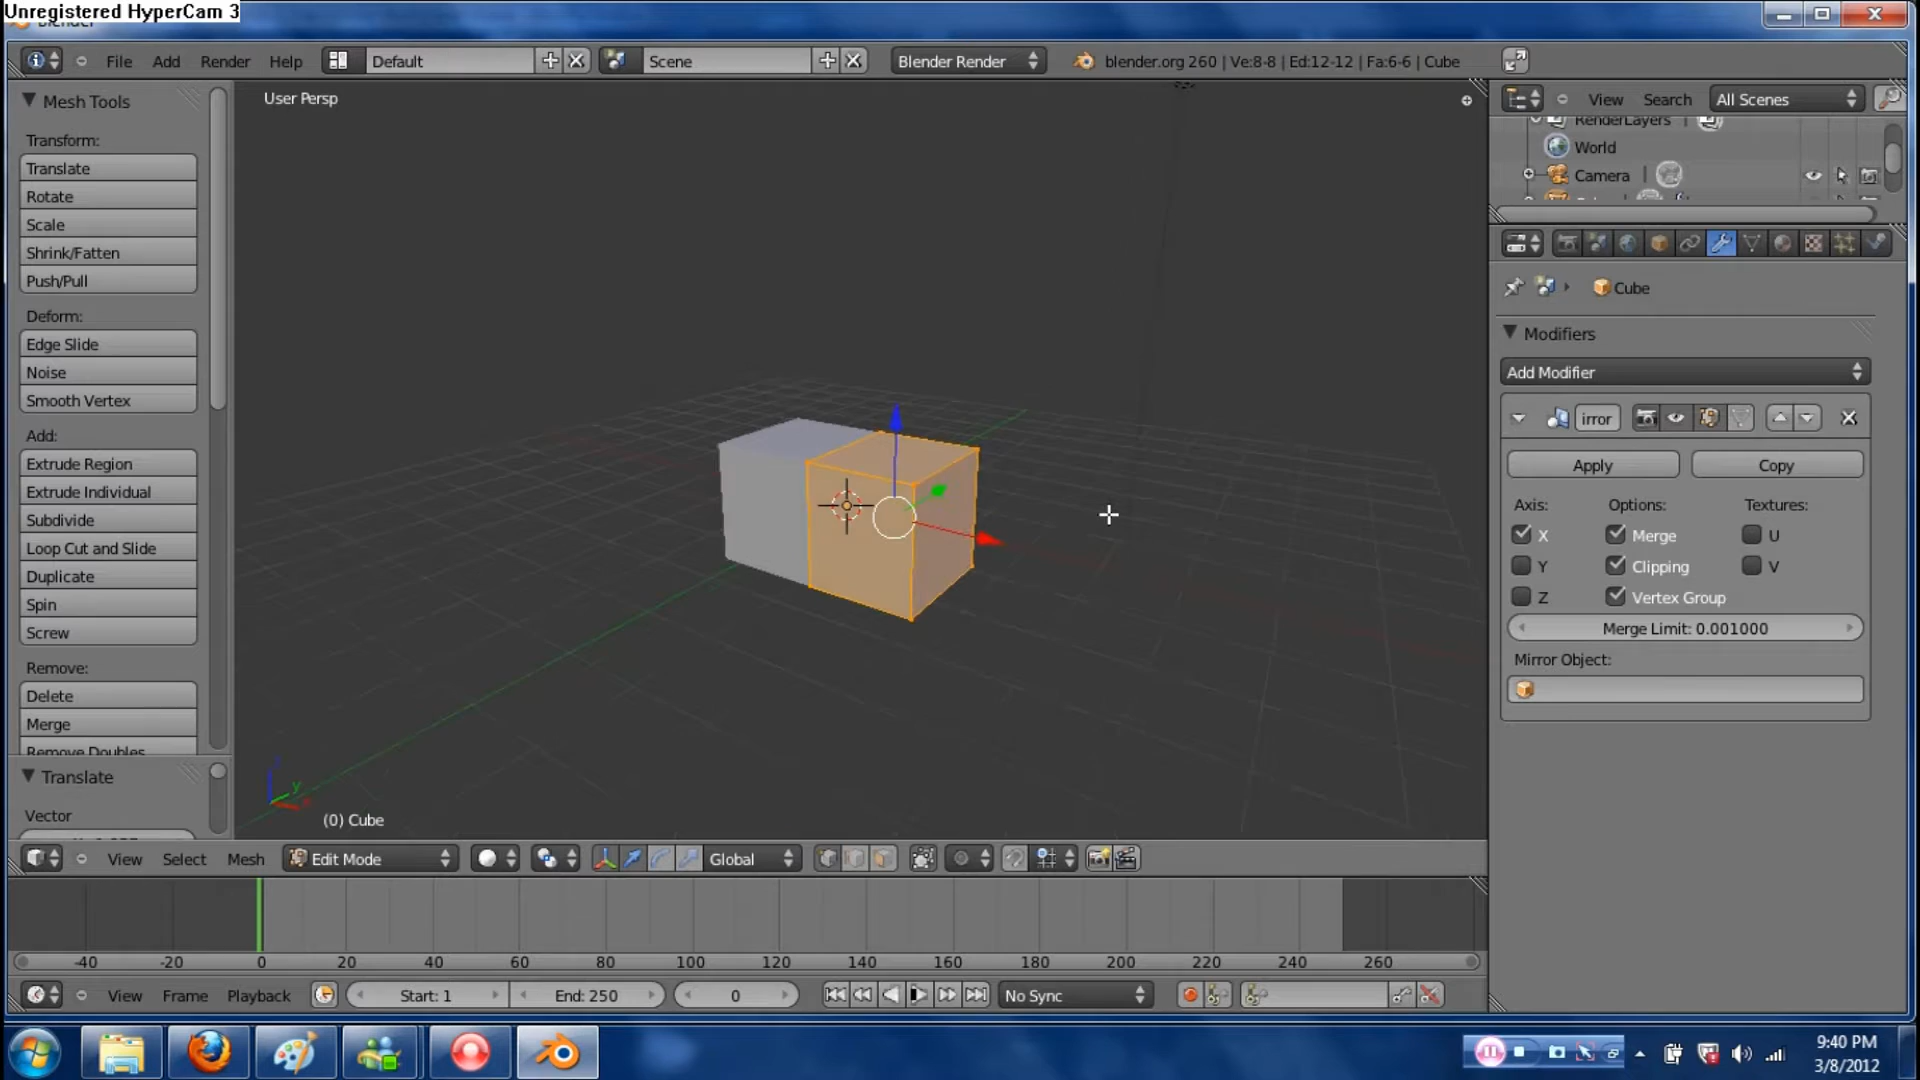 Unregistered HyperCam 3
Blender
File Add Render Help Default Scene Blender Render blender.org 260 | Ve:8-8 | Ed:12-12 | Fa:6-6 | Cube
Mesh Tools
Transform:
Translate
Rotate
Scale
Shrink/Fatten
Push/Pull
Deform:
Edge Slide
Noise
Smooth Vertex
Add:
Extrude Region
Extrude Individual
Subdivide
Loop Cut and Slide
Duplicate
Spin
Screw
Remove:
Delete
Merge
Remove Doubles
Translate
Vector
User Persp
y
(0) Cube
View Search All Scenes
RenderLayers |
World
Camera |
Cube
Modifiers
Add Modifier
irror
Apply Copy
Axis: Options: Textures:
X Merge U
Y Clipping V
Z Vertex Group
Merge Limit: 0.001000
Mirror Object:
View Select Mesh Edit Mode Global
-40 -20 0 20 40 60 80 100 120 140 160 180 200 220 240 260
View Frame Playback Start: 1 End: 250 0 No Sync
9:40 PM
3/8/2012